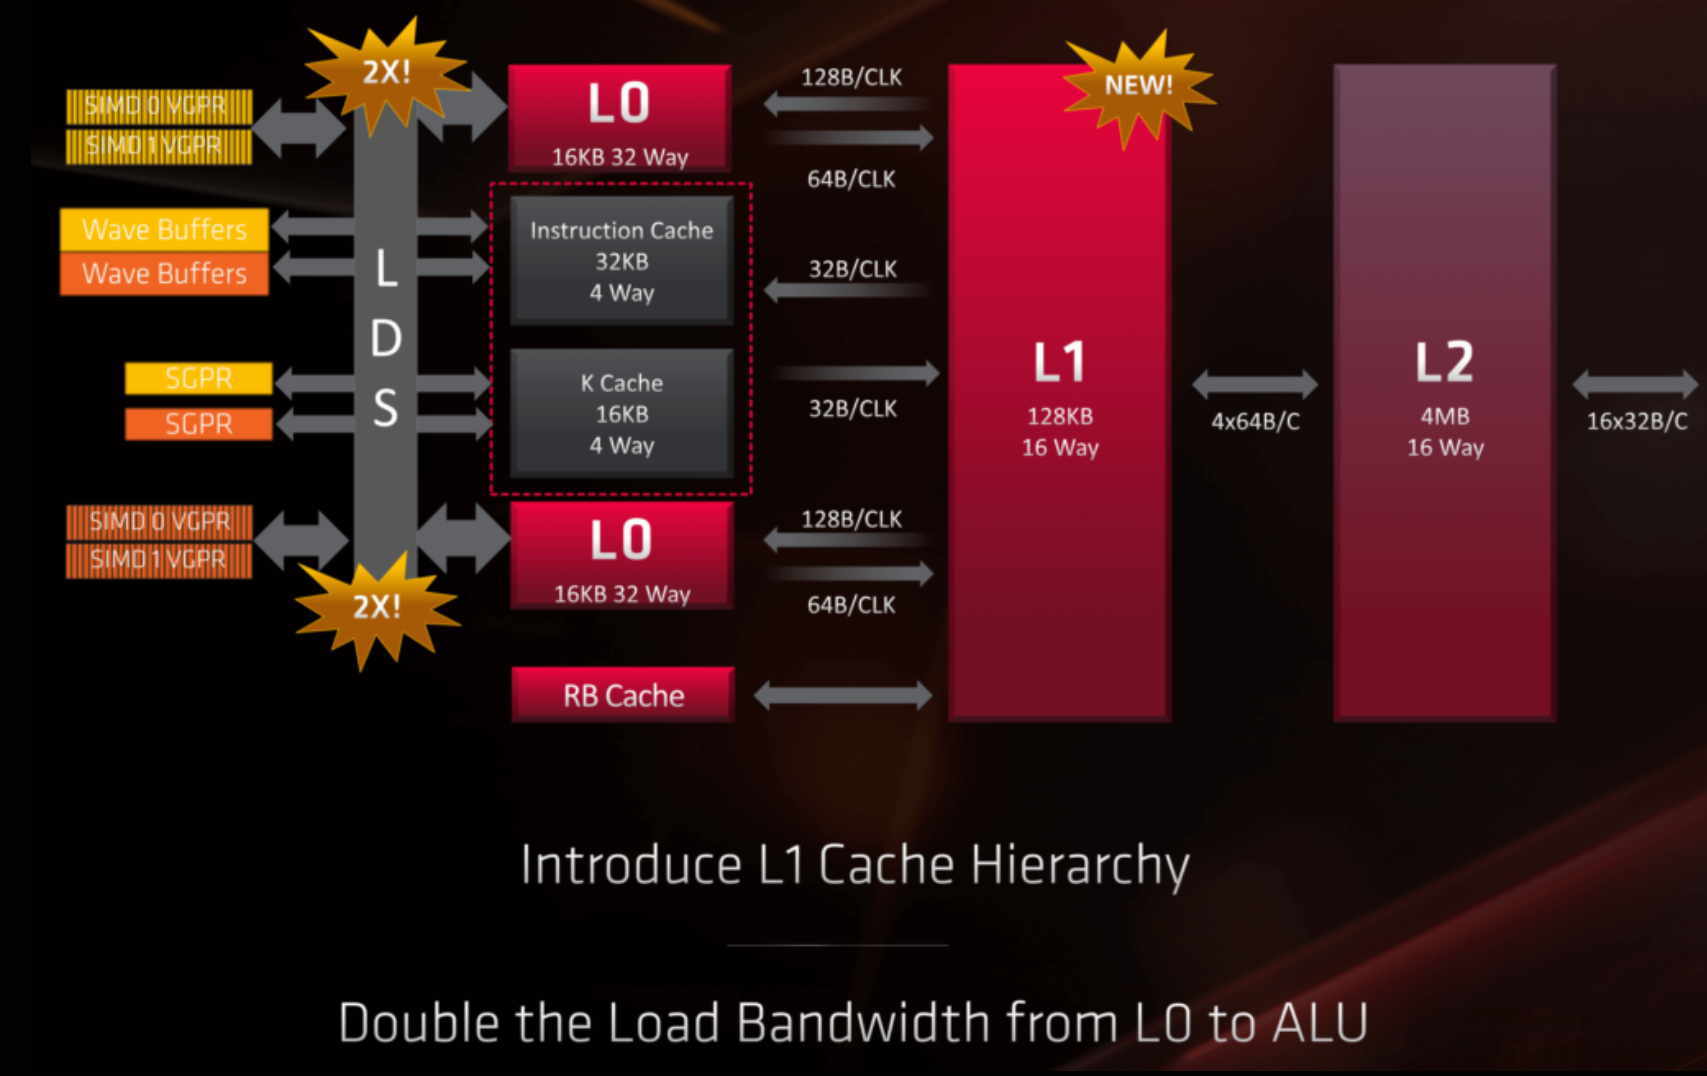 2X!
NEW!
SIMD 0 VGPR
SIMD 1 VGPR
L0
16KB 32 Way
128B/CLK
64B/CLK
Wave Buffers
Wave Buffers
Instruction Cache
32KB
4 Way
32B/CLK
L
D
S
SGPR
SGPR
K Cache
16KB
4 Way
32B/CLK
L1
128KB
16 Way
4x64B/C
L2
4MB
16 Way
16x32B/C
SIMD 0 VGPR
SIMD 1 VGPR
2X!
L0
16KB 32 Way
128B/CLK
64B/CLK
RB Cache
Introduce L1 Cache Hierarchy
Double the Load Bandwidth from L0 to ALU